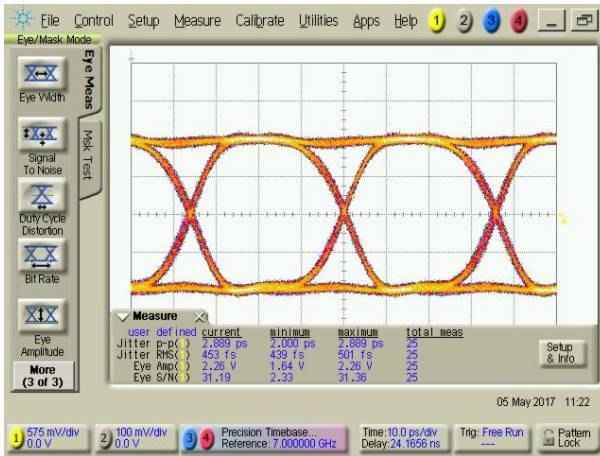 File Control Setup Measure Calibrate Utilities Apps Help 1 2 3 4
Eye/Mask Mode
Eye Meas
Msk Test
Eye Width
Signal
To Noise
Duty Cycle
Distortion
Bit Rate
Eye
Amplitude
More
(3 of 3)
Measure
user defined current minimum maximum total meas
Jitter p-p(1) 2.889 ps 2.000 ps 2.889 ps 25
Jitter RMS(1) 453 fs 439 fs 501 fs 25
Eye Amp(1) 2.26 V 1.64 V 2.26 V 25
Eye S/N(1) 31.19 2.33 31.36 25
Setup
& Info
05 May 2017 11:22
1 575 mV/div
0.0 V
2 100 mV/div
0.0 V
3 4 Precision Timebase...
Reference: 7.000000 GHz
Time:10.0 ps/div
Delay:24.1656 ns
Trig: Free Run
---
Pattern
Lock